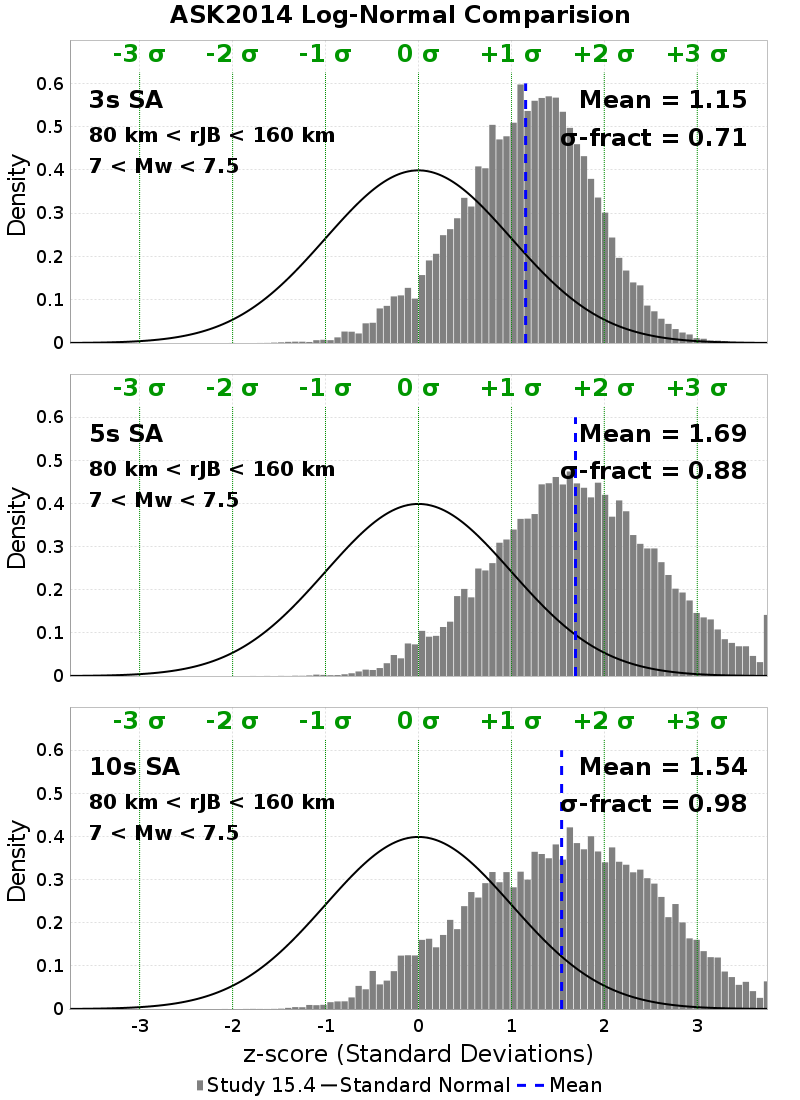 ASK2014 Log-Normal Comparision
-3 σ -2 σ -1 σ 0 σ +1 σ +2 σ +3 σ
0.6
3s SA Mean = 1.15
0.5
80 km < rJB < 160 km σ-fract = 0.71
7 < Mw < 7.5
0.4
Density
0.3
0.2
0.1
0
-3 σ -2 σ -1 σ 0 σ +1 σ +2 σ +3 σ
0.6
5s SA Mean = 1.69
0.5
80 km < rJB < 160 km σ-fract = 0.88
7 < Mw < 7.5
0.4
Density
0.3
0.2
0.1
0
-3 σ -2 σ -1 σ 0 σ +1 σ +2 σ +3 σ
0.6
10s SA Mean = 1.54
0.5
80 km < rJB < 160 km σ-fract = 0.98
7 < Mw < 7.5
0.4
Density
0.3
0.2
0.1
0
-3 -2 -1 0 1 2 3
z-score (Standard Deviations)
Study 15.4 Standard Normal Mean